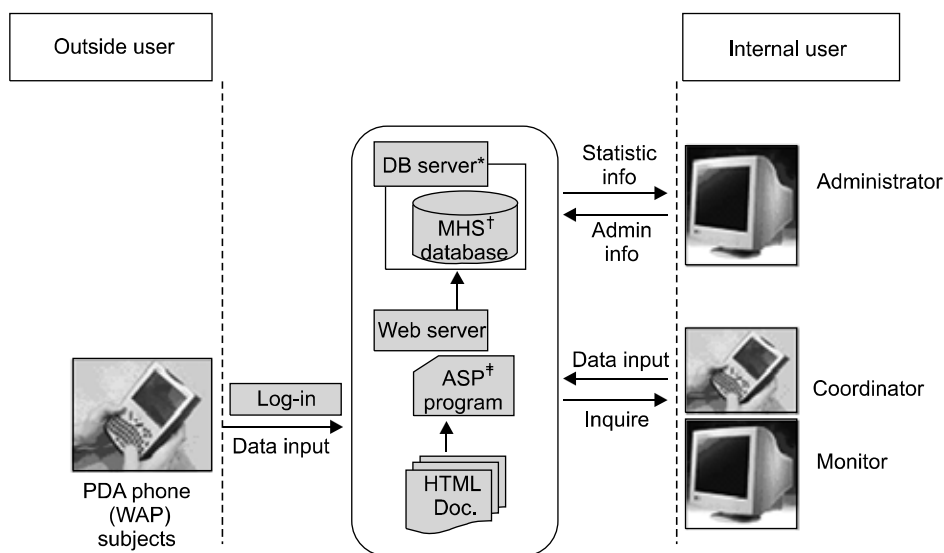 Outside user
Internal user
DB server*
MHS†
database
Statistic
info
Admin
info
Administrator
Web server
ASP‡
program
Data input
Inquire
Coordinator
Monitor
Log-in
Data input
HTML
Doc.
PDA phone
(WAP)
subjects